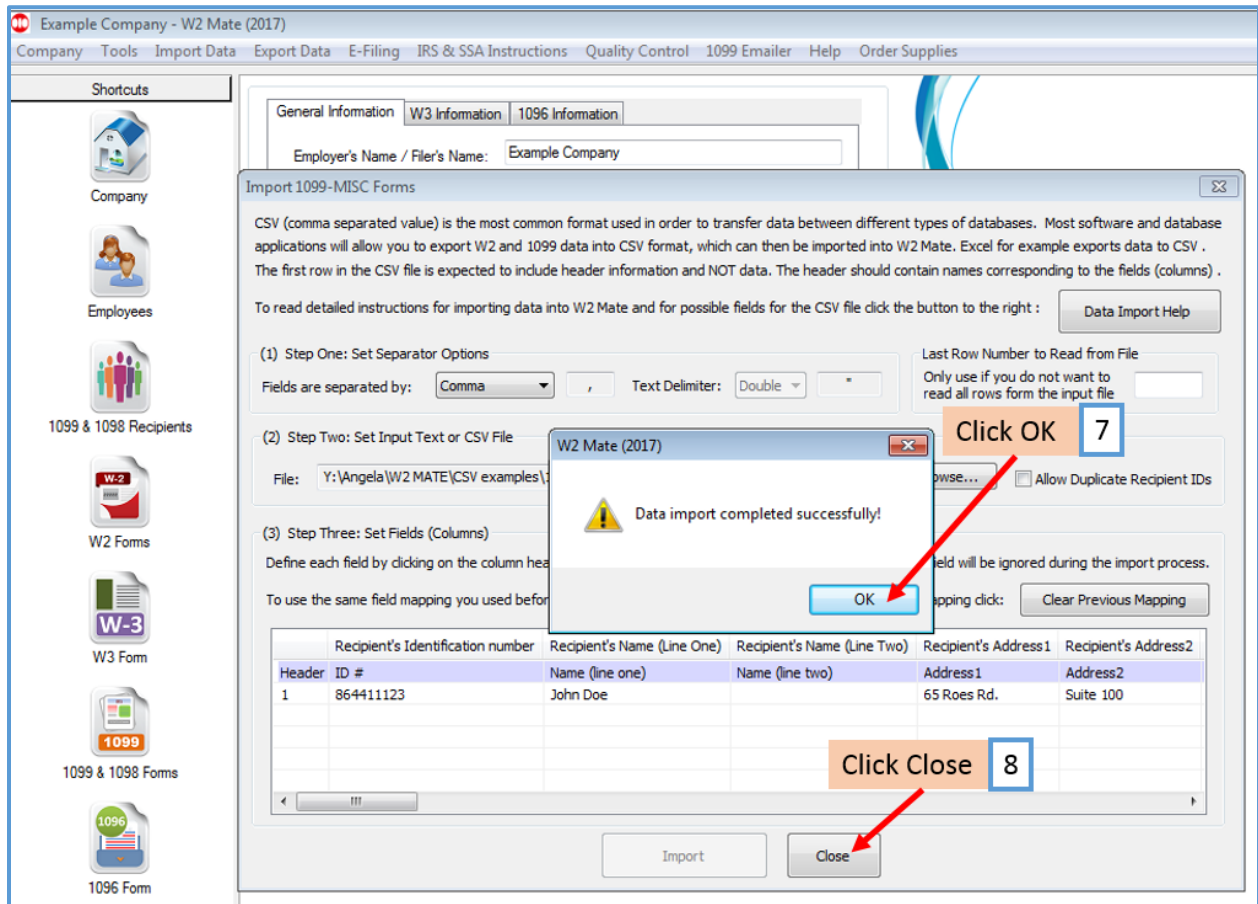 Example Company - W2 Mate (2017)
Company Tools Import Data Export Data E-Filing IRS & SSA Instructions Quality Control 1099 Emailer Help Order Supplies
Shortcuts
Company
Employees
1099 & 1098 Recipients
W-2
W2 Forms
W-3
W3 Form
1099
1099 & 1098 Forms
1096
1096 Form
General Information W3 Information 1096 Information
Employer's Name / Filer's Name: Example Company
Import 1099-MISC Forms
CSV (comma separated value) is the most common format used in order to transfer data between different types of databases. Most software and database
applications will allow you to export W2 and 1099 data into CSV format, which can then be imported into W2 Mate. Excel for example exports data to CSV .
The first row in the CSV file is expected to include header information and NOT data. The header should contain names corresponding to the fields (columns) .
To read detailed instructions for importing data into W2 Mate and for possible fields for the CSV file click the button to the right : Data Import Help
(1) Step One: Set Separator Options
Fields are separated by: Comma , Text Delimiter: Double "
Last Row Number to Read from File
Only use if you do not want to
read all rows form the input file
Click OK 7
(2) Step Two: Set Input Text or CSV File
File: Y:\Angela\W2 MATE\CSV examples\ Allow Duplicate Recipient IDs
W2 Mate (2017)
Data import completed successfully!
OK
(3) Step Three: Set Fields (Columns)
Define each field by clicking on the column ield will be ignored during the import process.
To use the same field mapping you used apping click: Clear Previous Mapping
Recipient's Identification number Recipient's Name (Line One) Recipient's Name (Line Two) Recipient's Address1 Recipient's Address2
Header ID # Name (line one) Name (line two) Address1 Address2
1 864411123 John Doe 65 Roes Rd. Suite 100
Click Close 8
Import Close